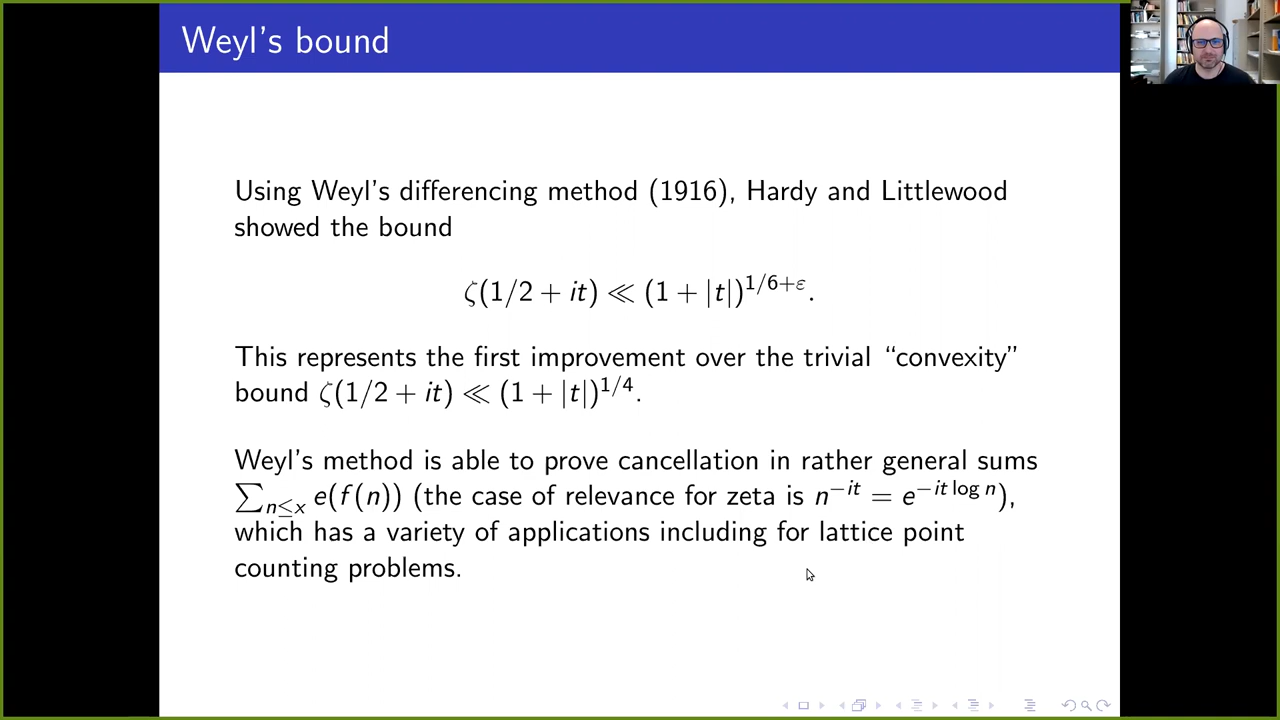 Weyl's bound
Using Weyl's differencing method (1916), Hardy and Littlewood
showed the bound
ζ(1/2 + it) ≪ (1 + |t|)^{1/6+ε}.
This represents the first improvement over the trivial “convexity”
bound ζ(1/2 + it) ≪ (1 + |t|)^{1/4}.
Weyl's method is able to prove cancellation in rather general sums
∑_{n≤x} e(f(n)) (the case of relevance for zeta is n^{−it} = e^{−it log n}),
which has a variety of applications including for lattice point
counting problems.